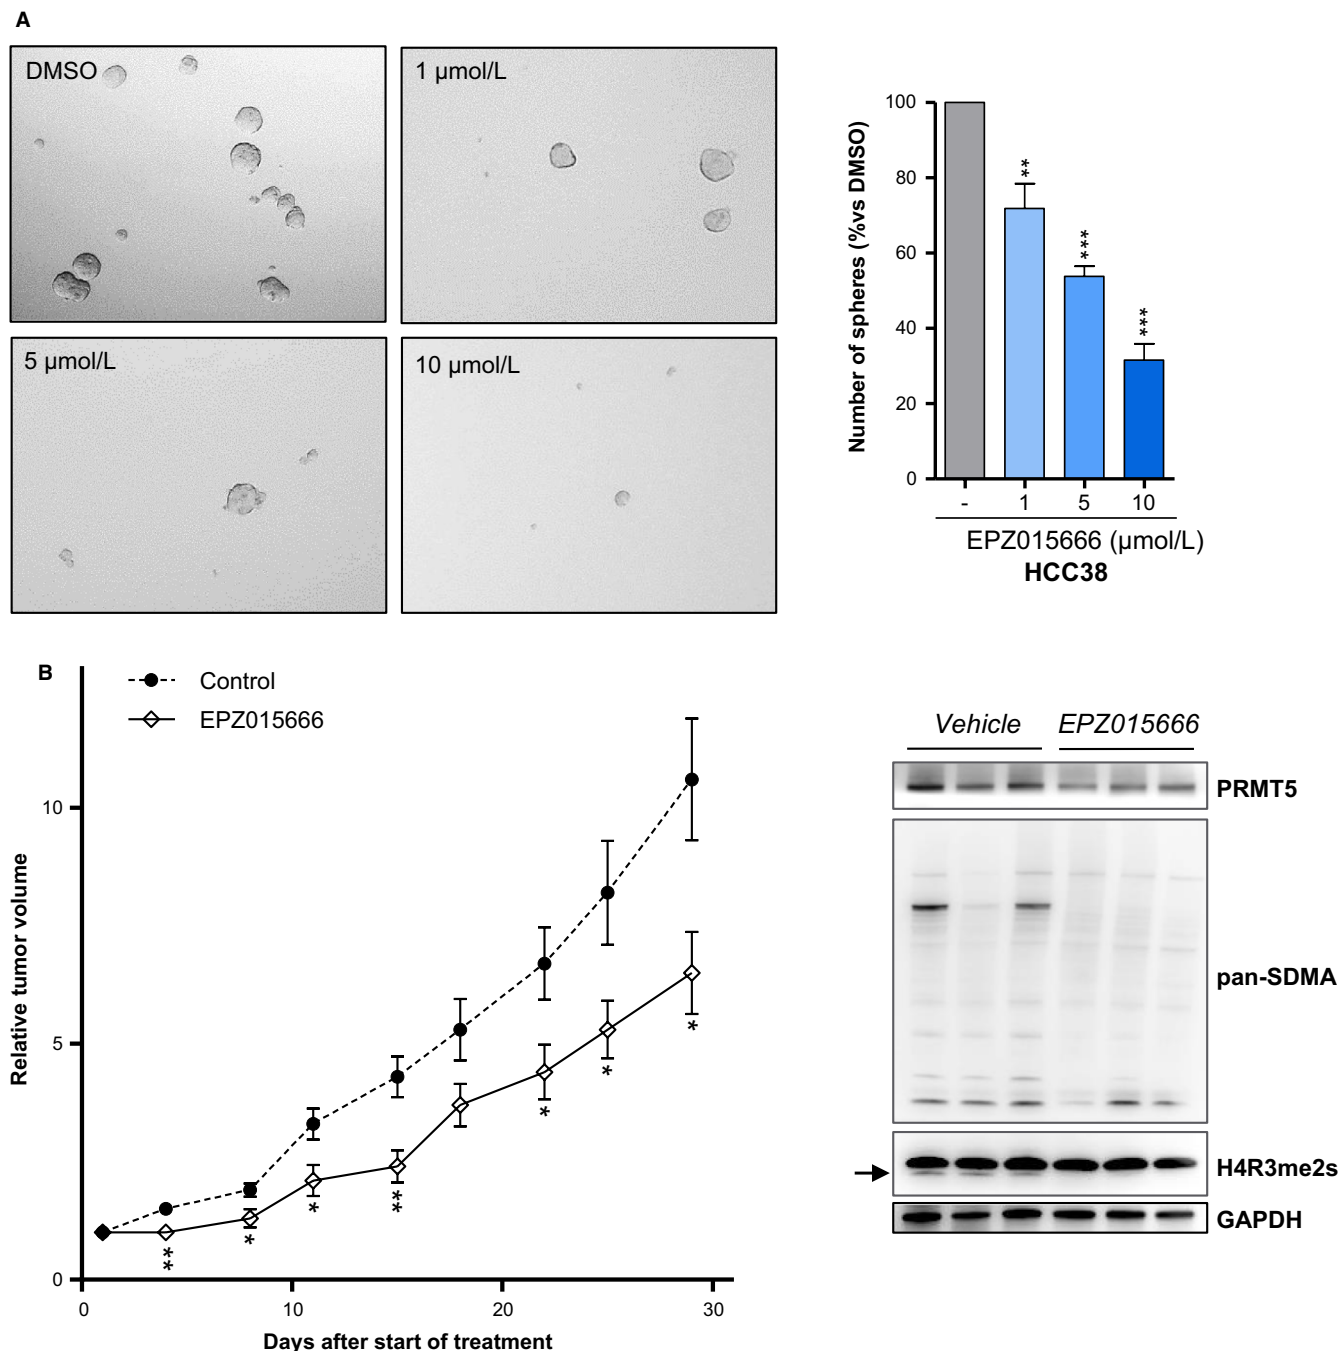 A
DMSO
1 µmol/L
5 µmol/L
10 µmol/L
Number of spheres (%vs DMSO)
100
80
60
40
20
0
**
***
***
- 1 5 10
EPZ015666 (µmol/L)
HCC38
B
Control
EPZ015666
Relative tumor volume
10
5
0
**
*
*
**
*
*
*
0 10 20 30
Days after start of treatment
Vehicle EPZ015666
PRMT5
pan-SDMA
H4R3me2s
GAPDH